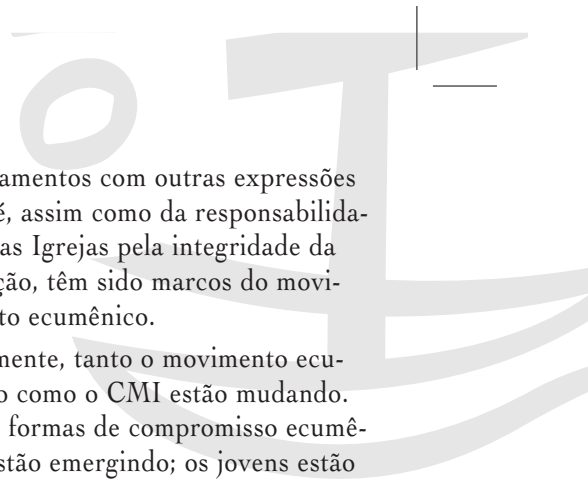 amentos com outras expressões
é, assim como da responsabilida-
as Igrejas pela integridade da
ção, têm sido marcos do movi-
to ecumênico.
mente, tanto o movimento ecu-
o como o CMI estão mudando.
formas de compromisso ecumê-
stão emergindo; os jovens estão